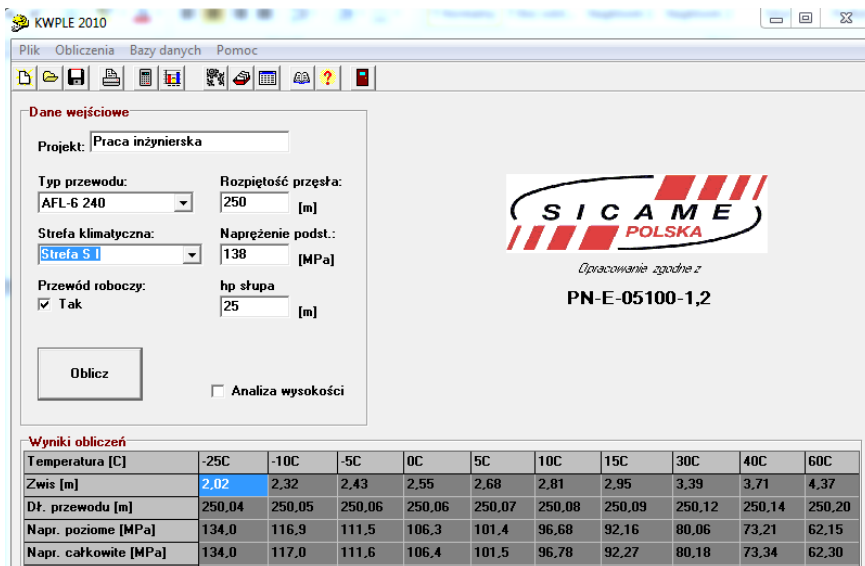 KWPLE 2010
Plik Obliczenia Bazy danych Pomoc
Dane wejściowe
Projekt: Praca inżynierska
Typ przewodu: Rozpiętość przęsła:
AFL-6 240 250 [m]
Strefa klimatyczna: Naprężenie podst.:
Strefa S I 138 [MPa]
Przewód roboczy: hp słupa
Tak 25 [m]
Oblicz
Analiza wysokości
SICAME
POLSKA
Opracowanie zgodne z
PN-E-05100-1,2
Wyniki obliczeń
Temperatura [C] -25C -10C -5C 0C 5C 10C 15C 30C 40C 60C
Zwis [m] 2,02 2,32 2,43 2,55 2,68 2,81 2,95 3,39 3,71 4,37
Dł. przewodu [m] 250,04 250,05 250,06 250,06 250,07 250,08 250,09 250,12 250,14 250,20
Napr. poziome [MPa] 134,0 116,9 111,5 106,3 101,4 96,68 92,16 80,06 73,21 62,15
Napr. całkowite [MPa] 134,0 117,0 111,6 106,4 101,5 96,78 92,27 80,18 73,34 62,30